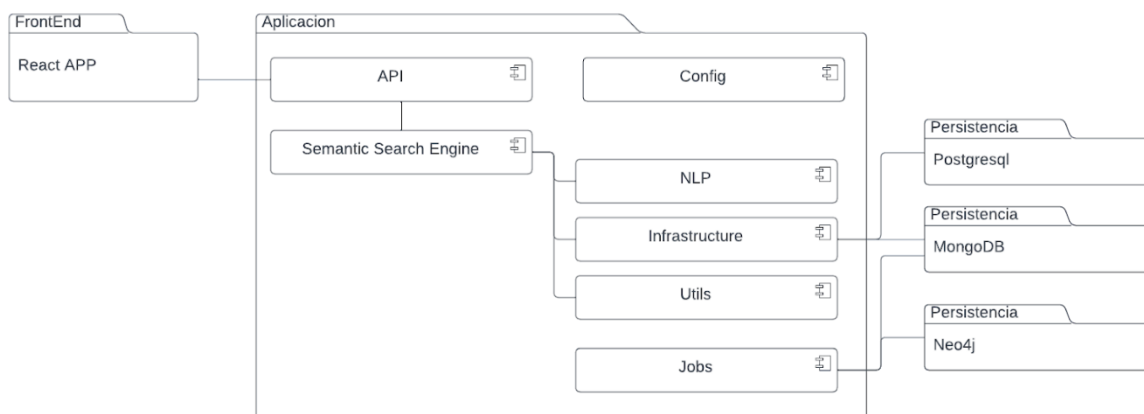 FrontEnd
React APP
Aplicacion
API
Config
Semantic Search Engine
NLP
Infrastructure
Utils
Jobs
Persistencia
Postgresql
Persistencia
MongoDB
Persistencia
Neo4j